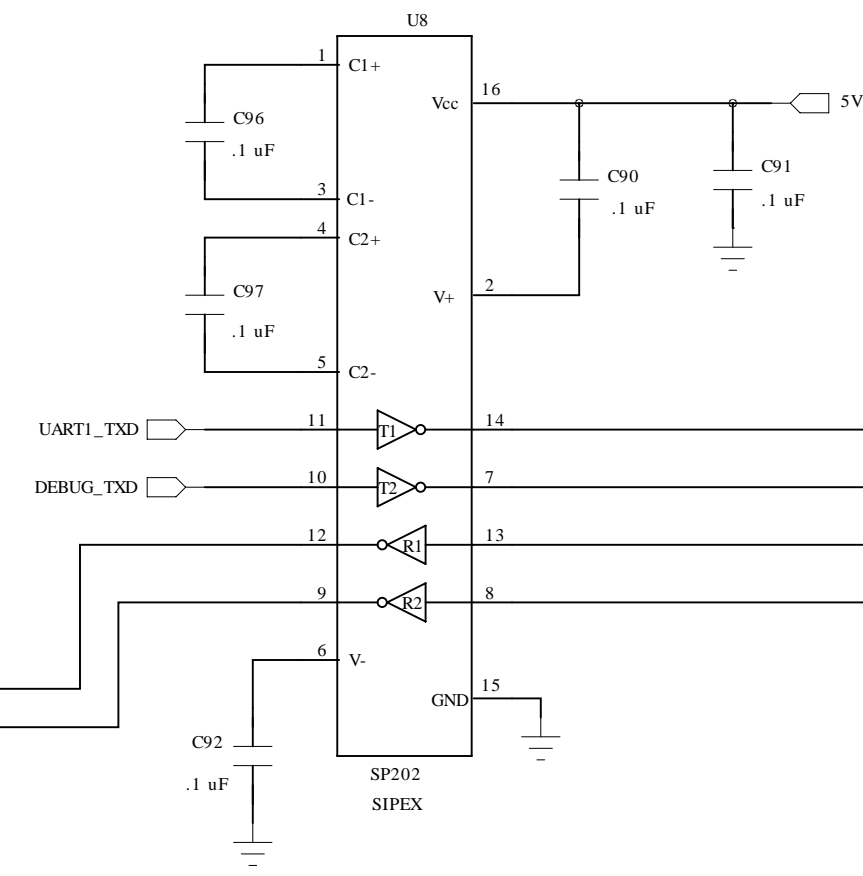 U8
1
C1+
16
Vcc
5V
C96
.1 uF
C90
.1 uF
C91
.1 uF
3
C1-
4
C2+
2
V+
C97
.1 uF
5
C2-
UART1_TXD
11
T1
14
DEBUG_TXD
10
T2
7
12
R1
13
9
R2
8
6
V-
15
GND
C92
.1 uF
SP202
SIPEX